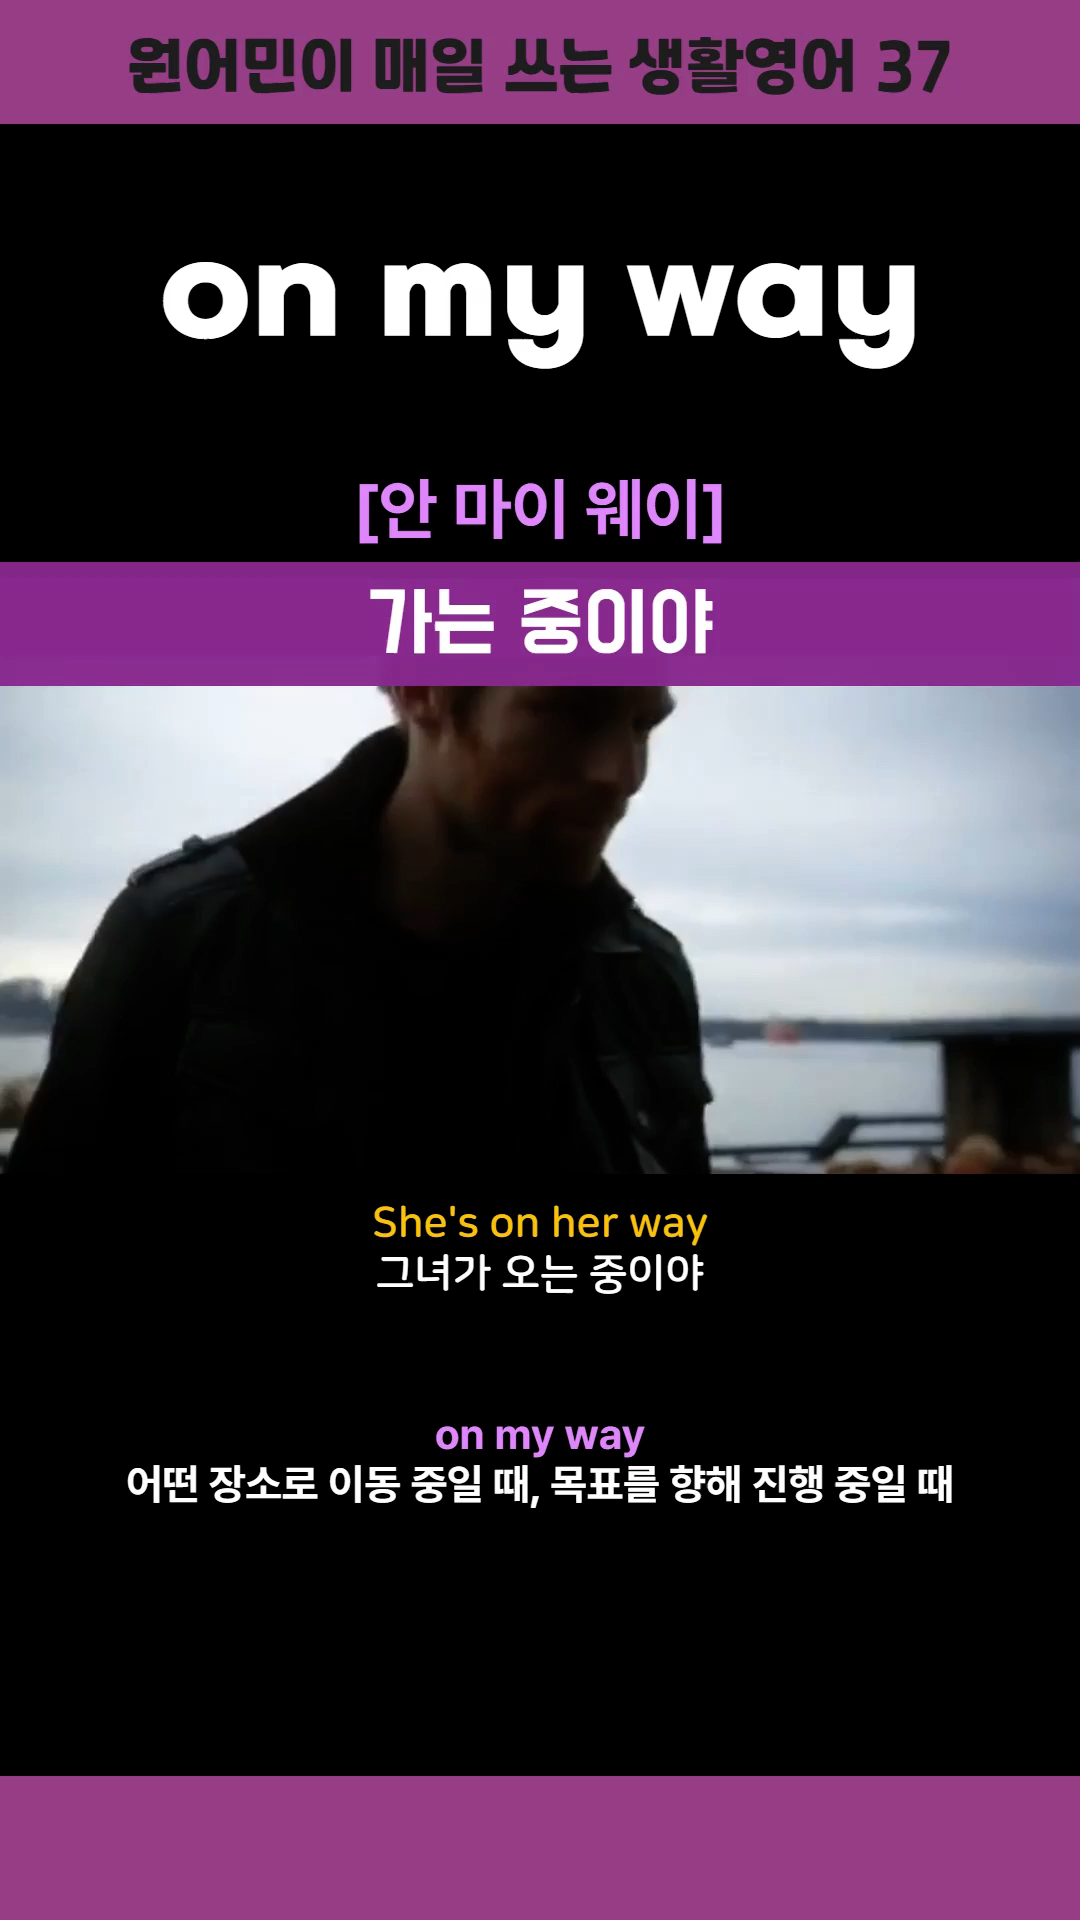 원어민이 매일 쓰는 생활영어 37
on my way
[안 마이 웨이]
가는 중이야
She's on her way
그녀가 오는 중이야
on my way
어떤 장소로 이동 중일 때, 목표를 향해 진행 중일 때